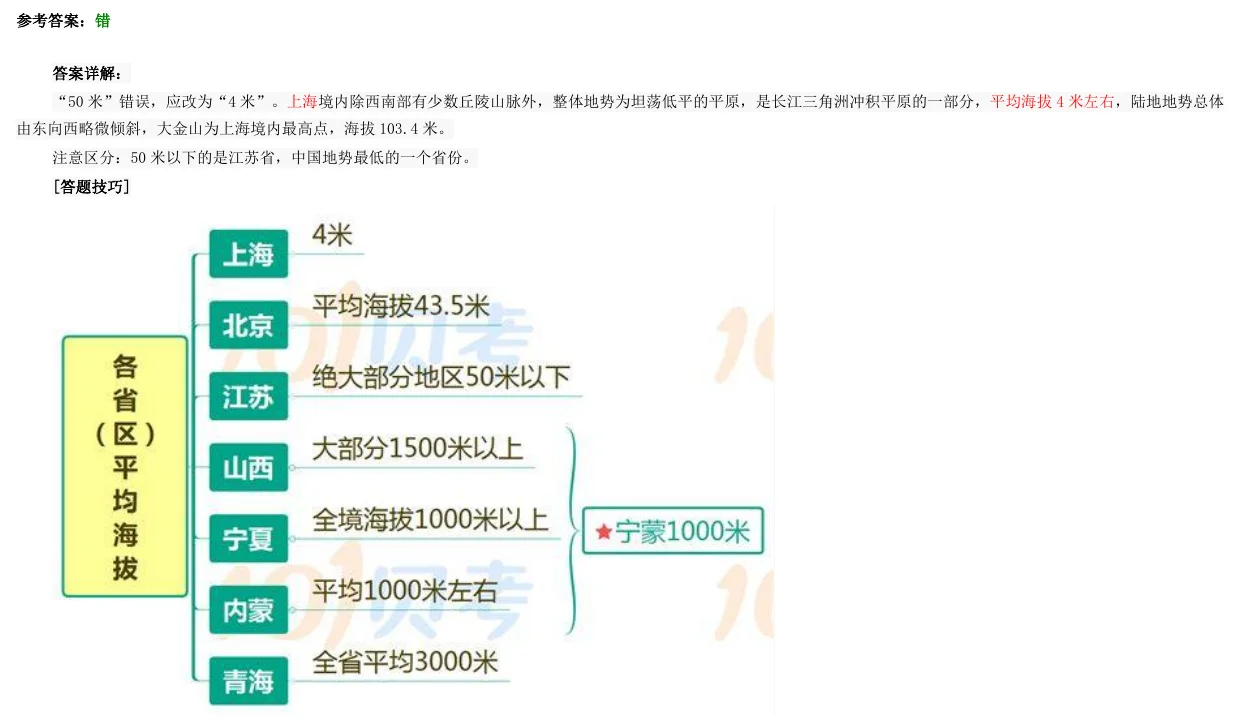 参考答案：错
答案详解：
“50 米”错误，应改为“4 米”。上海境内除西南部有少数丘陵山脉外，整体地势为坦荡低平的平原，是长江三角洲冲积平原的一部分，平均海拔 4 米左右，陆地地势总体
由东向西略微倾斜，大金山为上海境内最高点，海拔 103.4 米。
注意区分：50 米以下的是江苏省，中国地势最低的一个省份。
[答题技巧]
各省（区）平均海拔
上海
4米
北京
平均海拔43.5米
江苏
绝大部分地区50米以下
山西
大部分1500米以上
宁夏
全境海拔1000米以上
★宁蒙1000米
内蒙
平均1000米左右
青海
全省平均3000米
101贝考
101贝考